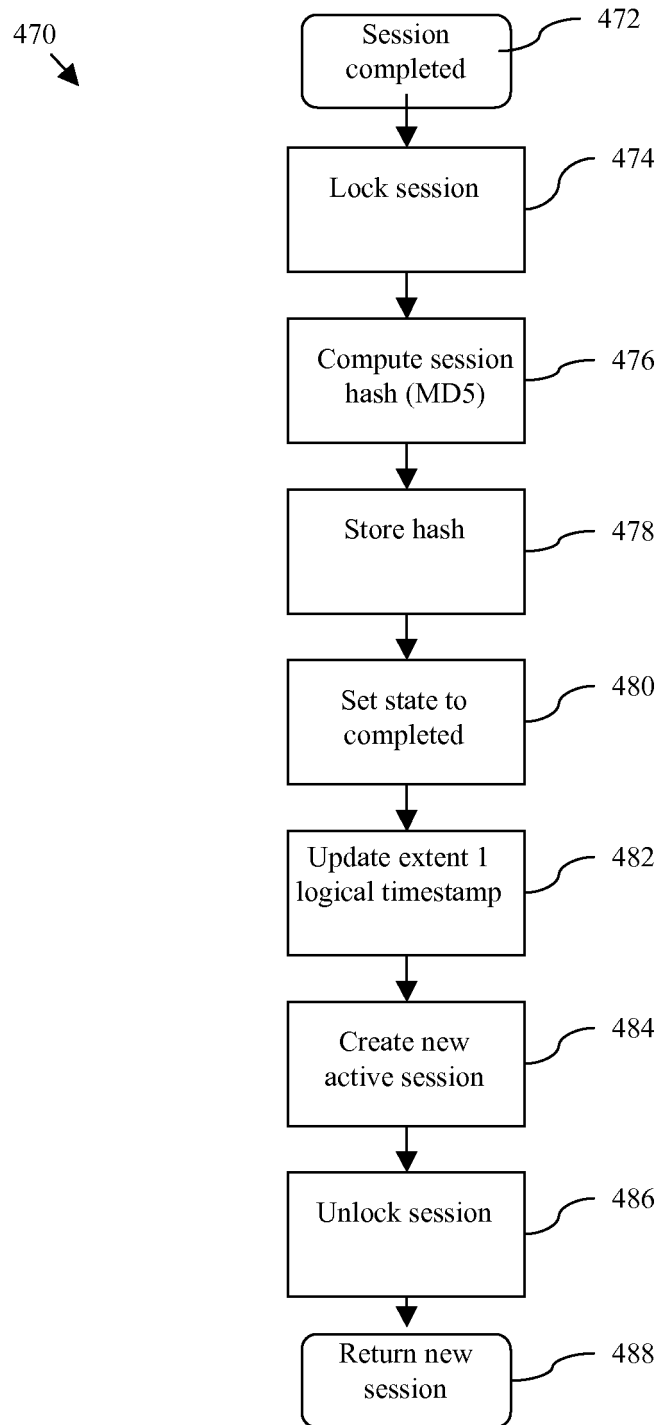 470
Session
completed
472
Lock session
474
Compute session
hash (MD5)
476
Store hash
478
Set state to
completed
480
Update extent 1
logical timestamp
482
Create new
active session
484
Unlock session
486
Return new
session
488